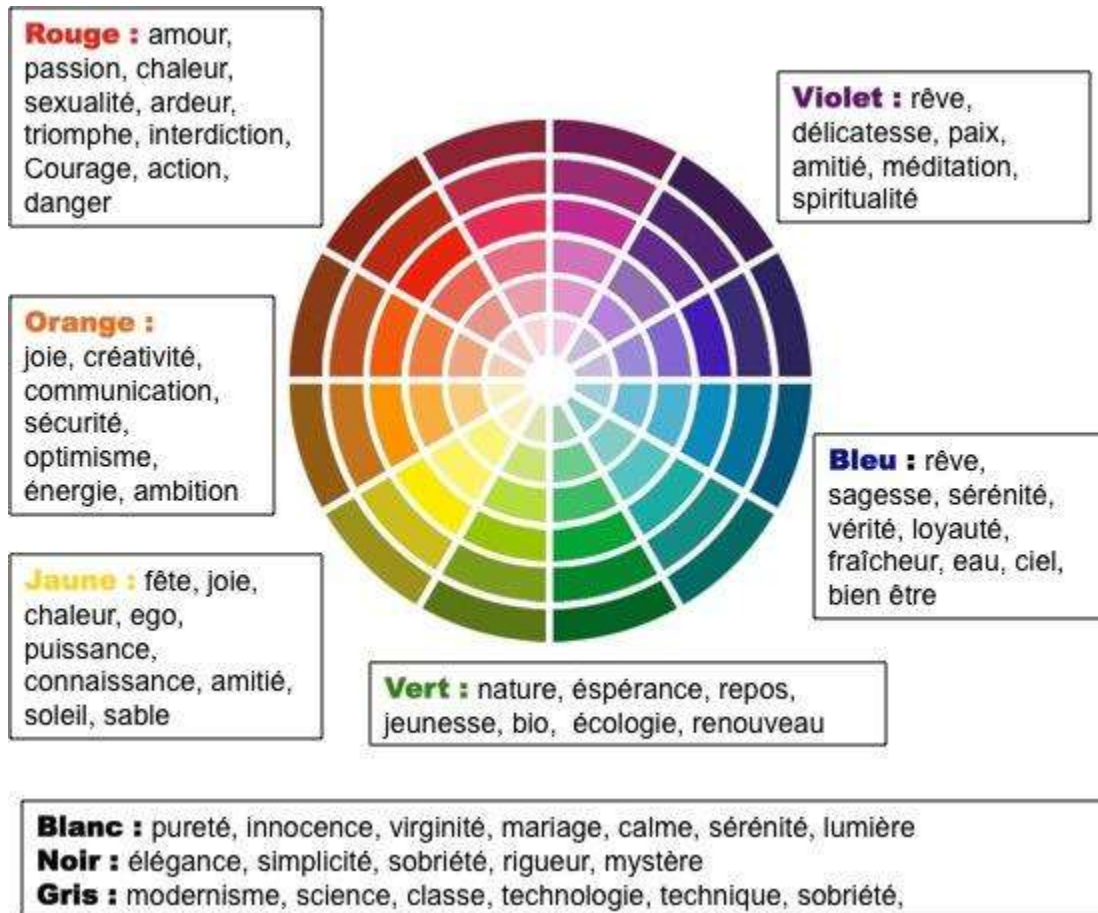 Rouge : amour,
passion, chaleur,
sexualité, ardeur,
triomphe, interdiction,
Courage, action,
danger
Violet : rêve,
délicatesse, paix,
amitié, méditation,
spiritualité
Orange :
joie, créativité,
communication,
sécurité,
optimisme,
énergie, ambition
Bleu : rêve,
sagesse, sérénité,
vérité, loyauté,
fraîcheur, eau, ciel,
bien être
Jaune : fête, joie,
chaleur, ego,
puissance,
connaissance, amitié,
soleil, sable
Vert : nature, éspérance, repos,
jeunesse, bio, écologie, renouveau
Blanc : pureté, innocence, virginité, mariage, calme, sérénité, lumière
Noir : élégance, simplicité, sobriété, rigueur, mystère
Gris : modernisme, science, classe, technologie, technique, sobriété,